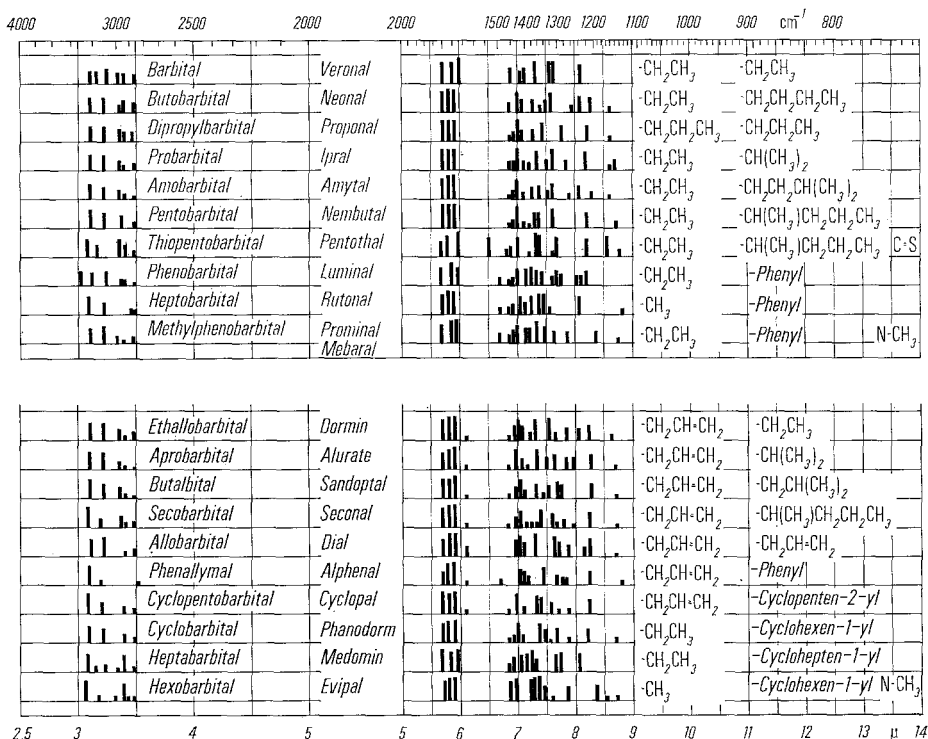 4000 3000 2500 2000 2000 1500 1400 1300 1200 1100 1000 900 cm⁻¹ 800
Barbital Veronal -CH₂CH₃ -CH₂CH₃
Butobarbital Neonal -CH₂CH₃ -CH₂CH₂CH₂CH₃
Dipropylbarbital Proponal -CH₂CH₂CH₃ -CH₂CH₂CH₃
Probarbital Ipral -CH₂CH₃ -CH(CH₃)₂
Amobarbital Amytal -CH₂CH₃ -CH₂CH₂CH(CH₃)₂
Pentobarbital Nembutal -CH₂CH₃ -CH(CH₃)CH₂CH₂CH₃
Thiopentobarbital Pentothal -CH₂CH₃ -CH(CH₃)CH₂CH₂CH₃ C=S
Phenobarbital Luminal -CH₂CH₃ -Phenyl
Heptobarbital Rutonal -CH₃ -Phenyl
Methylphenobarbital Prominal -CH₂CH₃ -Phenyl N-CH₃
Mebaral
Ethallobarbital Dormin -CH₂CH=CH₂ -CH₂CH₃
Aprobarbital Alurate -CH₂CH=CH₂ -CH(CH₃)₂
Butalbital Sandoptal -CH₂CH=CH₂ -CH₂CH(CH₃)₂
Secobarbital Seconal -CH₂CH=CH₂ -CH(CH₃)CH₂CH₂CH₃
Allobarbital Dial -CH₂CH=CH₂ -CH₂CH=CH₂
Phenallymal Alphenal -CH₂CH=CH₂ -Phenyl
Cyclopentobarbital Cyclopal -CH₂CH=CH₂ -Cyclopenten-2-yl
Cyclobarbital Phanodorm -CH₂CH₃ -Cyclohexen-1-yl
Heptabarbital Medomin -CH₂CH₃ -Cyclohepten-1-yl
Hexobarbital Evipal -CH₃ -Cyclohexen-1-yl N-CH₃
2.5 3 4 5 5 6 7 8 9 10 11 12 13 μ 14